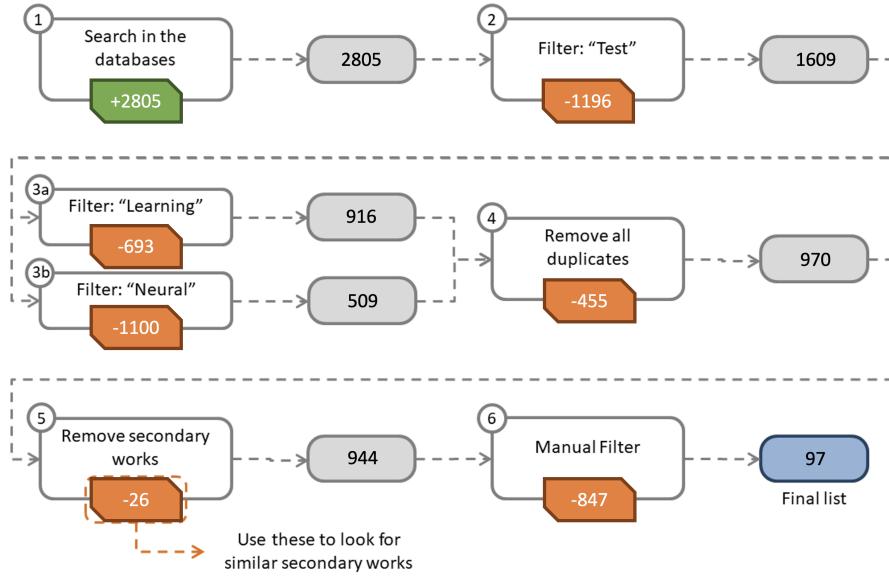 1
Search in the
databases
+2805
2805
2
Filter: “Test”
-1196
1609
3a
Filter: “Learning”
-693
916
3b
Filter: “Neural”
-1100
509
4
Remove all
duplicates
-455
970
5
Remove secondary
works
-26
Use these to look for
similar secondary works
944
6
Manual Filter
-847
97
Final list